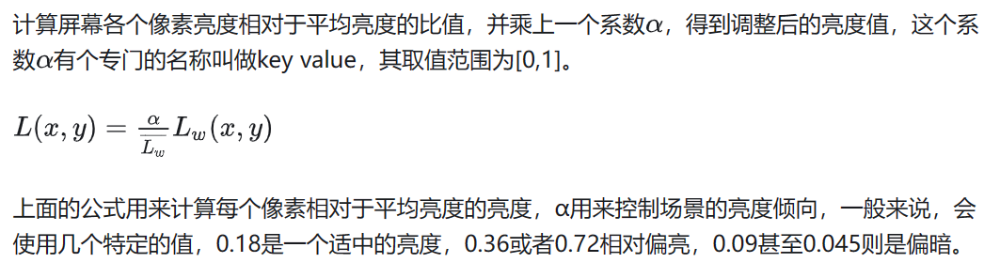 计算屏幕各个像素亮度相对于平均亮度的比值，并乘上一个系数α，得到调整后的亮度值，这个系
数α有个专门的名称叫做key value，其取值范围为[0,1]。
L(x,y) = \frac{α}{\overline{L_w}} L_w(x,y)
上面的公式用来计算每个像素相对于平均亮度的亮度，α用来控制场景的亮度倾向，一般来说，会
使用几个特定的值，0.18是一个适中的亮度，0.36或者0.72相对偏亮，0.09甚至0.045则是偏暗。